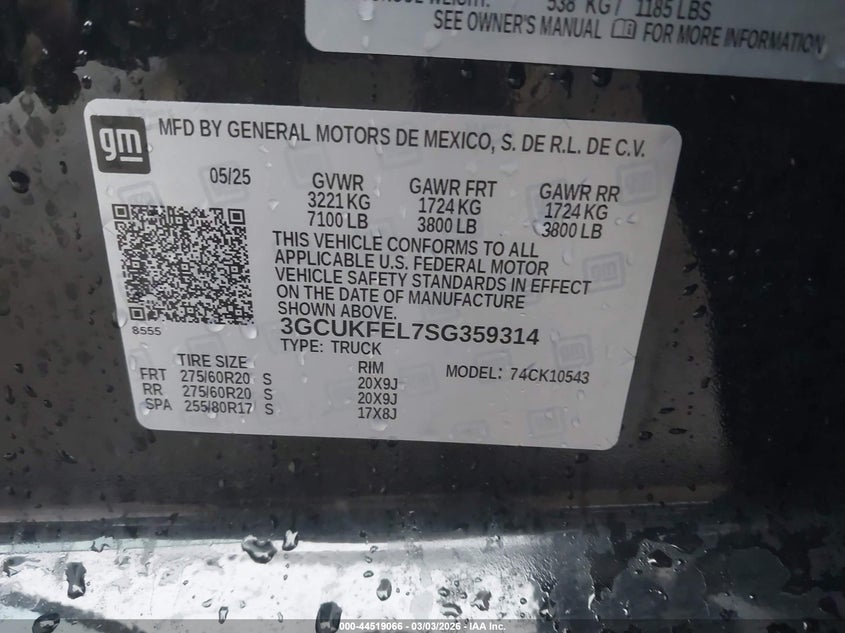 538 KG / 1185 LBS
SEE OWNER'S MANUAL FOR MORE INFORMATION
gm
MFD BY GENERAL MOTORS DE MEXICO, S. DE R.L. DE C.V.
05/25 GVWR GAWR FRT GAWR RR
3221 KG 1724 KG 1724 KG
7100 LB 3800 LB 3800 LB
THIS VEHICLE CONFORMS TO ALL
APPLICABLE U.S. FEDERAL MOTOR
VEHICLE SAFETY STANDARDS IN EFFECT
ON THE DATE OF MANUFACTURE
SHOWN ABOVE.
8555
3GCUKFEL7SG359314
TYPE: TRUCK
TIRE SIZE RIM MODEL: 74CK10543
FRT 275/60R20 S 20X9J
RR 275/60R20 S 20X9J
SPA 255/80R17 S 17X8J
000-44519066 - 03/03/2026 - IAA Inc.